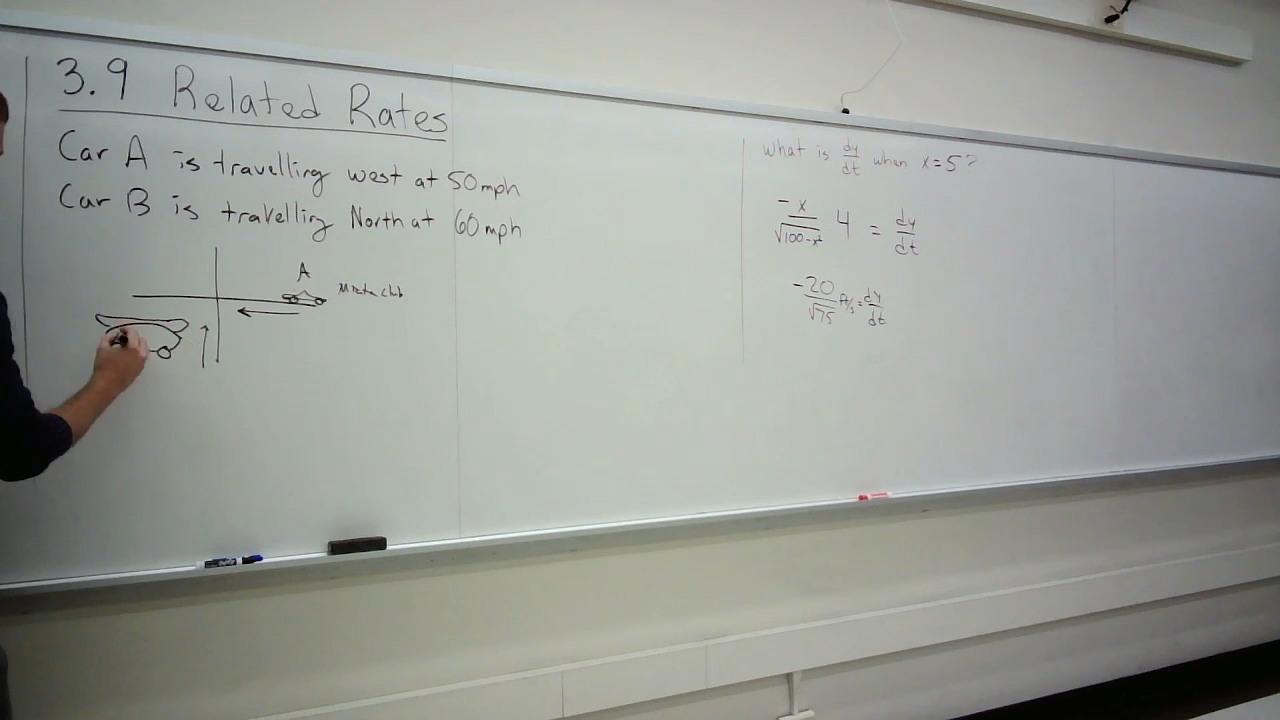 3.9 Related Rates
Car A is travelling west at 50mph
Car B is travelling North at 60mph
A
what is dy/dt when x=5?
-x/√100-x² 4 = dy/dt
-20/√75 ft/s = dy/dt